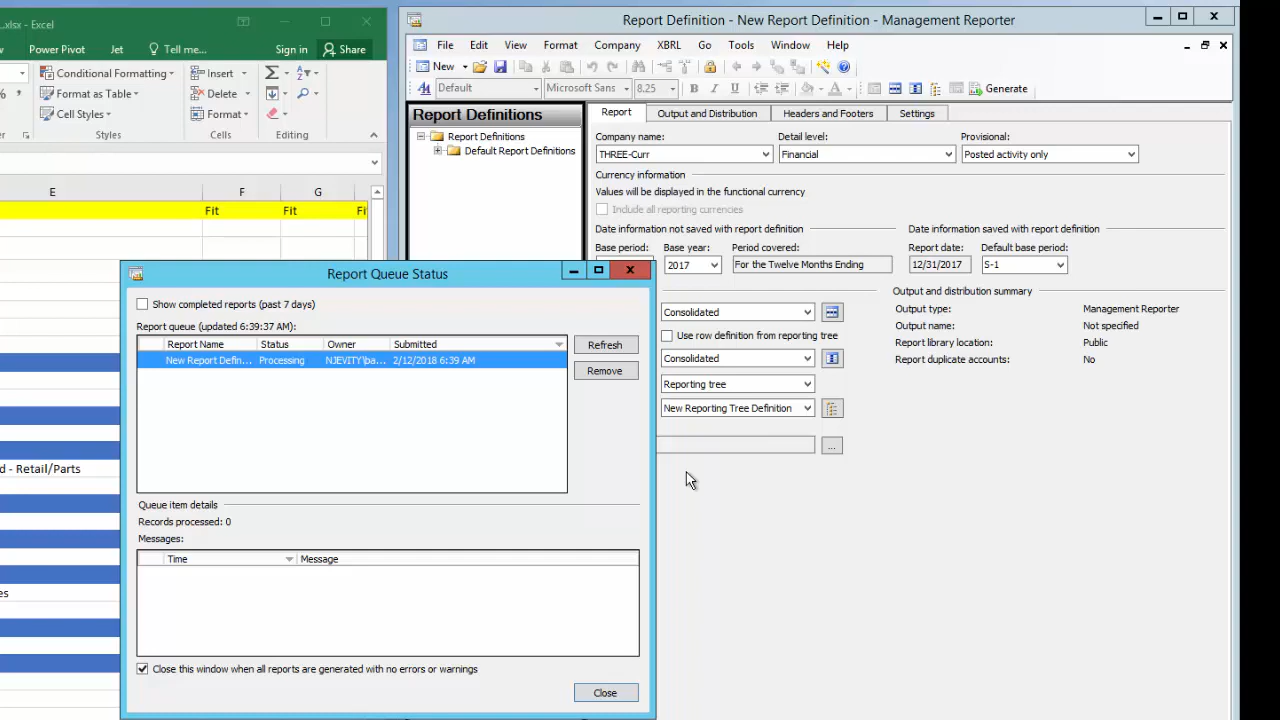 .xlsx - Excel
Power Pivot Jet Tell me... Sign in Share
Conditional Formatting
Format as Table
Cell Styles
Styles
Insert
Delete
Format
Cells
Editing
%
E F G
Fit Fit Fi
d - Retail/Parts
es
Report Definition - New Report Definition - Management Reporter
File Edit View Format Company XBRL Go Tools Window Help
New
Default Microsoft Sans 8.25 B I U A Generate
Report Definitions
Report Definitions
Default Report Definitions
Report Output and Distribution Headers and Footers Settings
Company name: Detail level: Provisional:
THREE-Curr Financial Posted activity only
Currency information
Values will be displayed in the functional currency
Include all reporting currencies
Date information not saved with report definition Date information saved with report definition
Base period: Base year: Period covered: Report date: Default base period:
2017 For the Twelve Months Ending 12/31/2017 S-1
Consolidated
Use row definition from reporting tree
Consolidated
Reporting tree
New Reporting Tree Definition
...
Output and distribution summary
Output type: Management Reporter
Output name: Not specified
Report library location: Public
Report duplicate accounts: No
Report Queue Status
Show completed reports (past 7 days)
Report queue (updated 6:39:37 AM):
Report Name Status Owner Submitted
New Report Defin... Processing NJEVITY\ba... 2/12/2018 6:39 AM
Refresh
Remove
Queue item details
Records processed: 0
Messages:
Time Message
Close this window when all reports are generated with no errors or warnings
Close